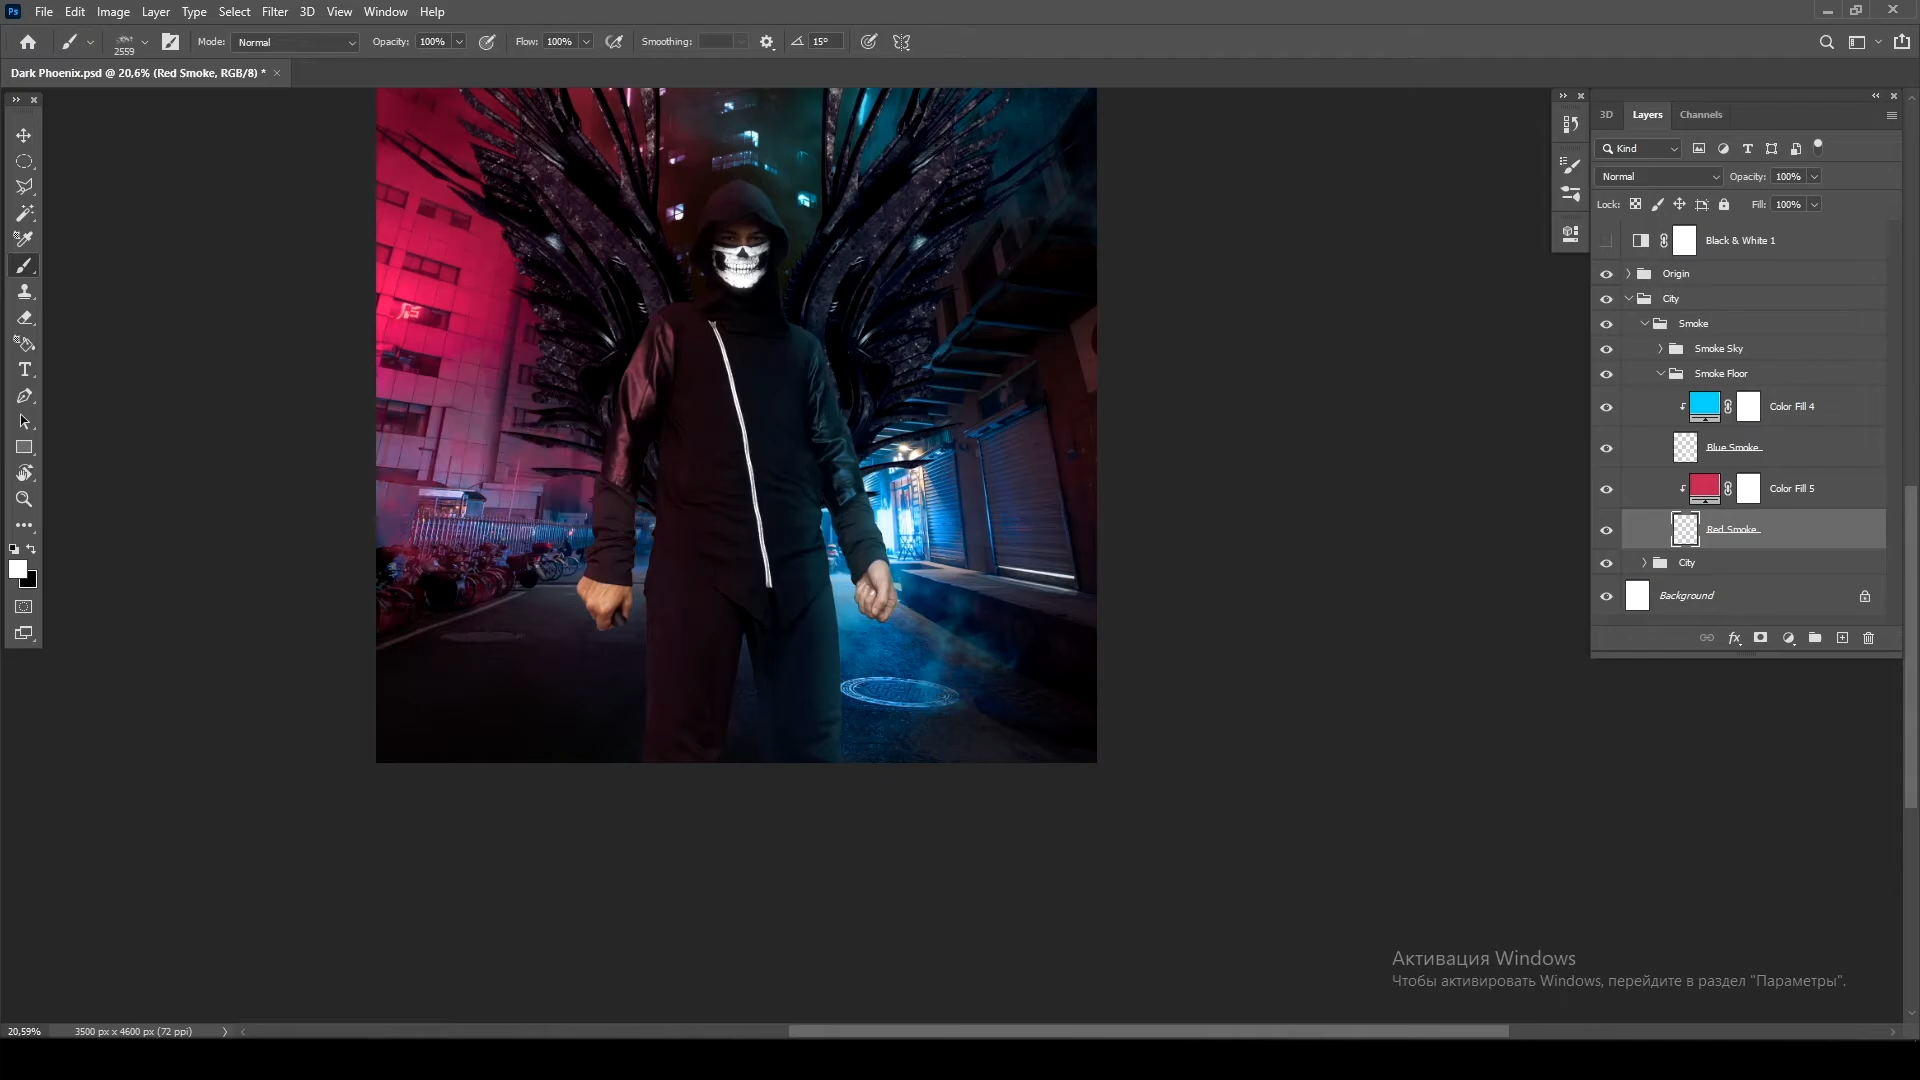 Ps File Edit Image Layer Type Select Filter 3D View Window Help
2559 Mode: Normal Opacity: 100% Flow: 100% Smoothing: 15°
Dark Phoenix.psd @ 20,6% (Red Smoke, RGB/8) *
3D Layers Channels
Kind
Normal Opacity: 100%
Lock: Fill: 100%
Black & White 1
Origin
City
Smoke
Smoke Sky
Smoke Floor
Color Fill 4
Blue Smoke
Color Fill 5
Red Smoke
City
Background
fx
Активация Windows
Чтобы активировать Windows, перейдите в раздел "Параметры".
20,59% 3500 px x 4600 px (72 ppi)